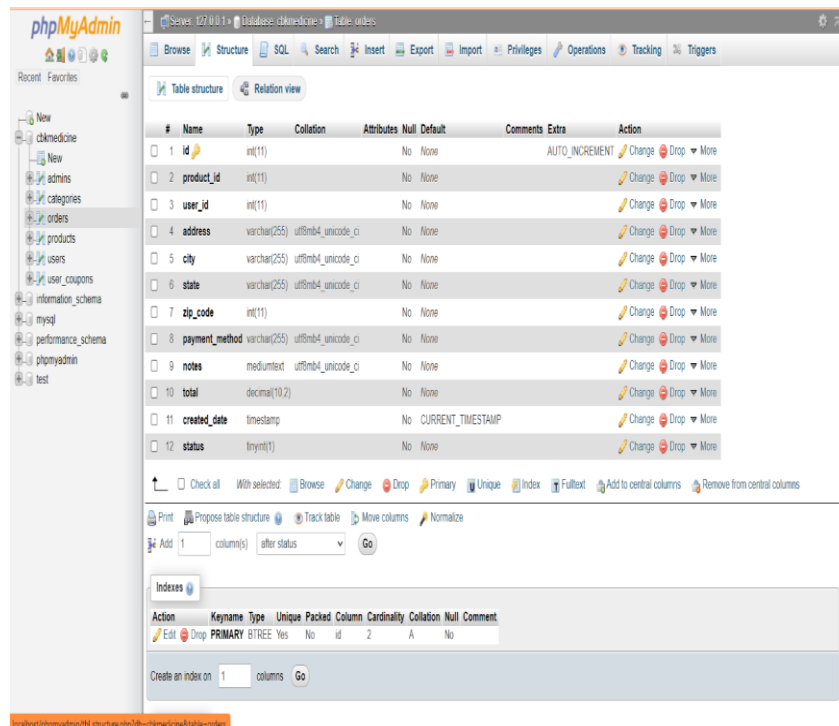 phpMyAdmin
Recent Favorites
New
cbkmedicine
New
admins
categories
orders
products
users
user_coupons
information_schema
mysql
performance_schema
phpmyadmin
test
Server: 127.0.0.1 » Database: cbkmedicine » Table: orders
Browse Structure SQL Search Insert Export Import Privileges Operations Tracking Triggers
Table structure Relation view
# Name Type Collation Attributes Null Default Comments Extra Action
1 id int(11) No None AUTO_INCREMENT Change Drop More
2 product_id int(11) No None Change Drop More
3 user_id int(11) No None Change Drop More
4 address varchar(255) utf8mb4_unicode_ci No None Change Drop More
5 city varchar(255) utf8mb4_unicode_ci No None Change Drop More
6 state varchar(255) utf8mb4_unicode_ci No None Change Drop More
7 zip_code int(11) No None Change Drop More
8 payment_method varchar(255) utf8mb4_unicode_ci No None Change Drop More
9 notes mediumtext utf8mb4_unicode_ci No None Change Drop More
10 total decimal(10,2) No None Change Drop More
11 created_date timestamp No CURRENT_TIMESTAMP Change Drop More
12 status tinyint(1) No None Change Drop More
Check all With selected: Browse Change Drop Primary Unique Index Fulltext Add to central columns Remove from central columns
Print Propose table structure Track table Move columns Normalize
Add 1 column(s) after status Go
Indexes
Action Keyname Type Unique Packed Column Cardinality Collation Null Comment
Edit Drop PRIMARY BTREE Yes No id 2 A No
Create an index on 1 columns Go
localhost/phpmyadmin/tbl_structure.php?db=cbkmedicine&table=orders